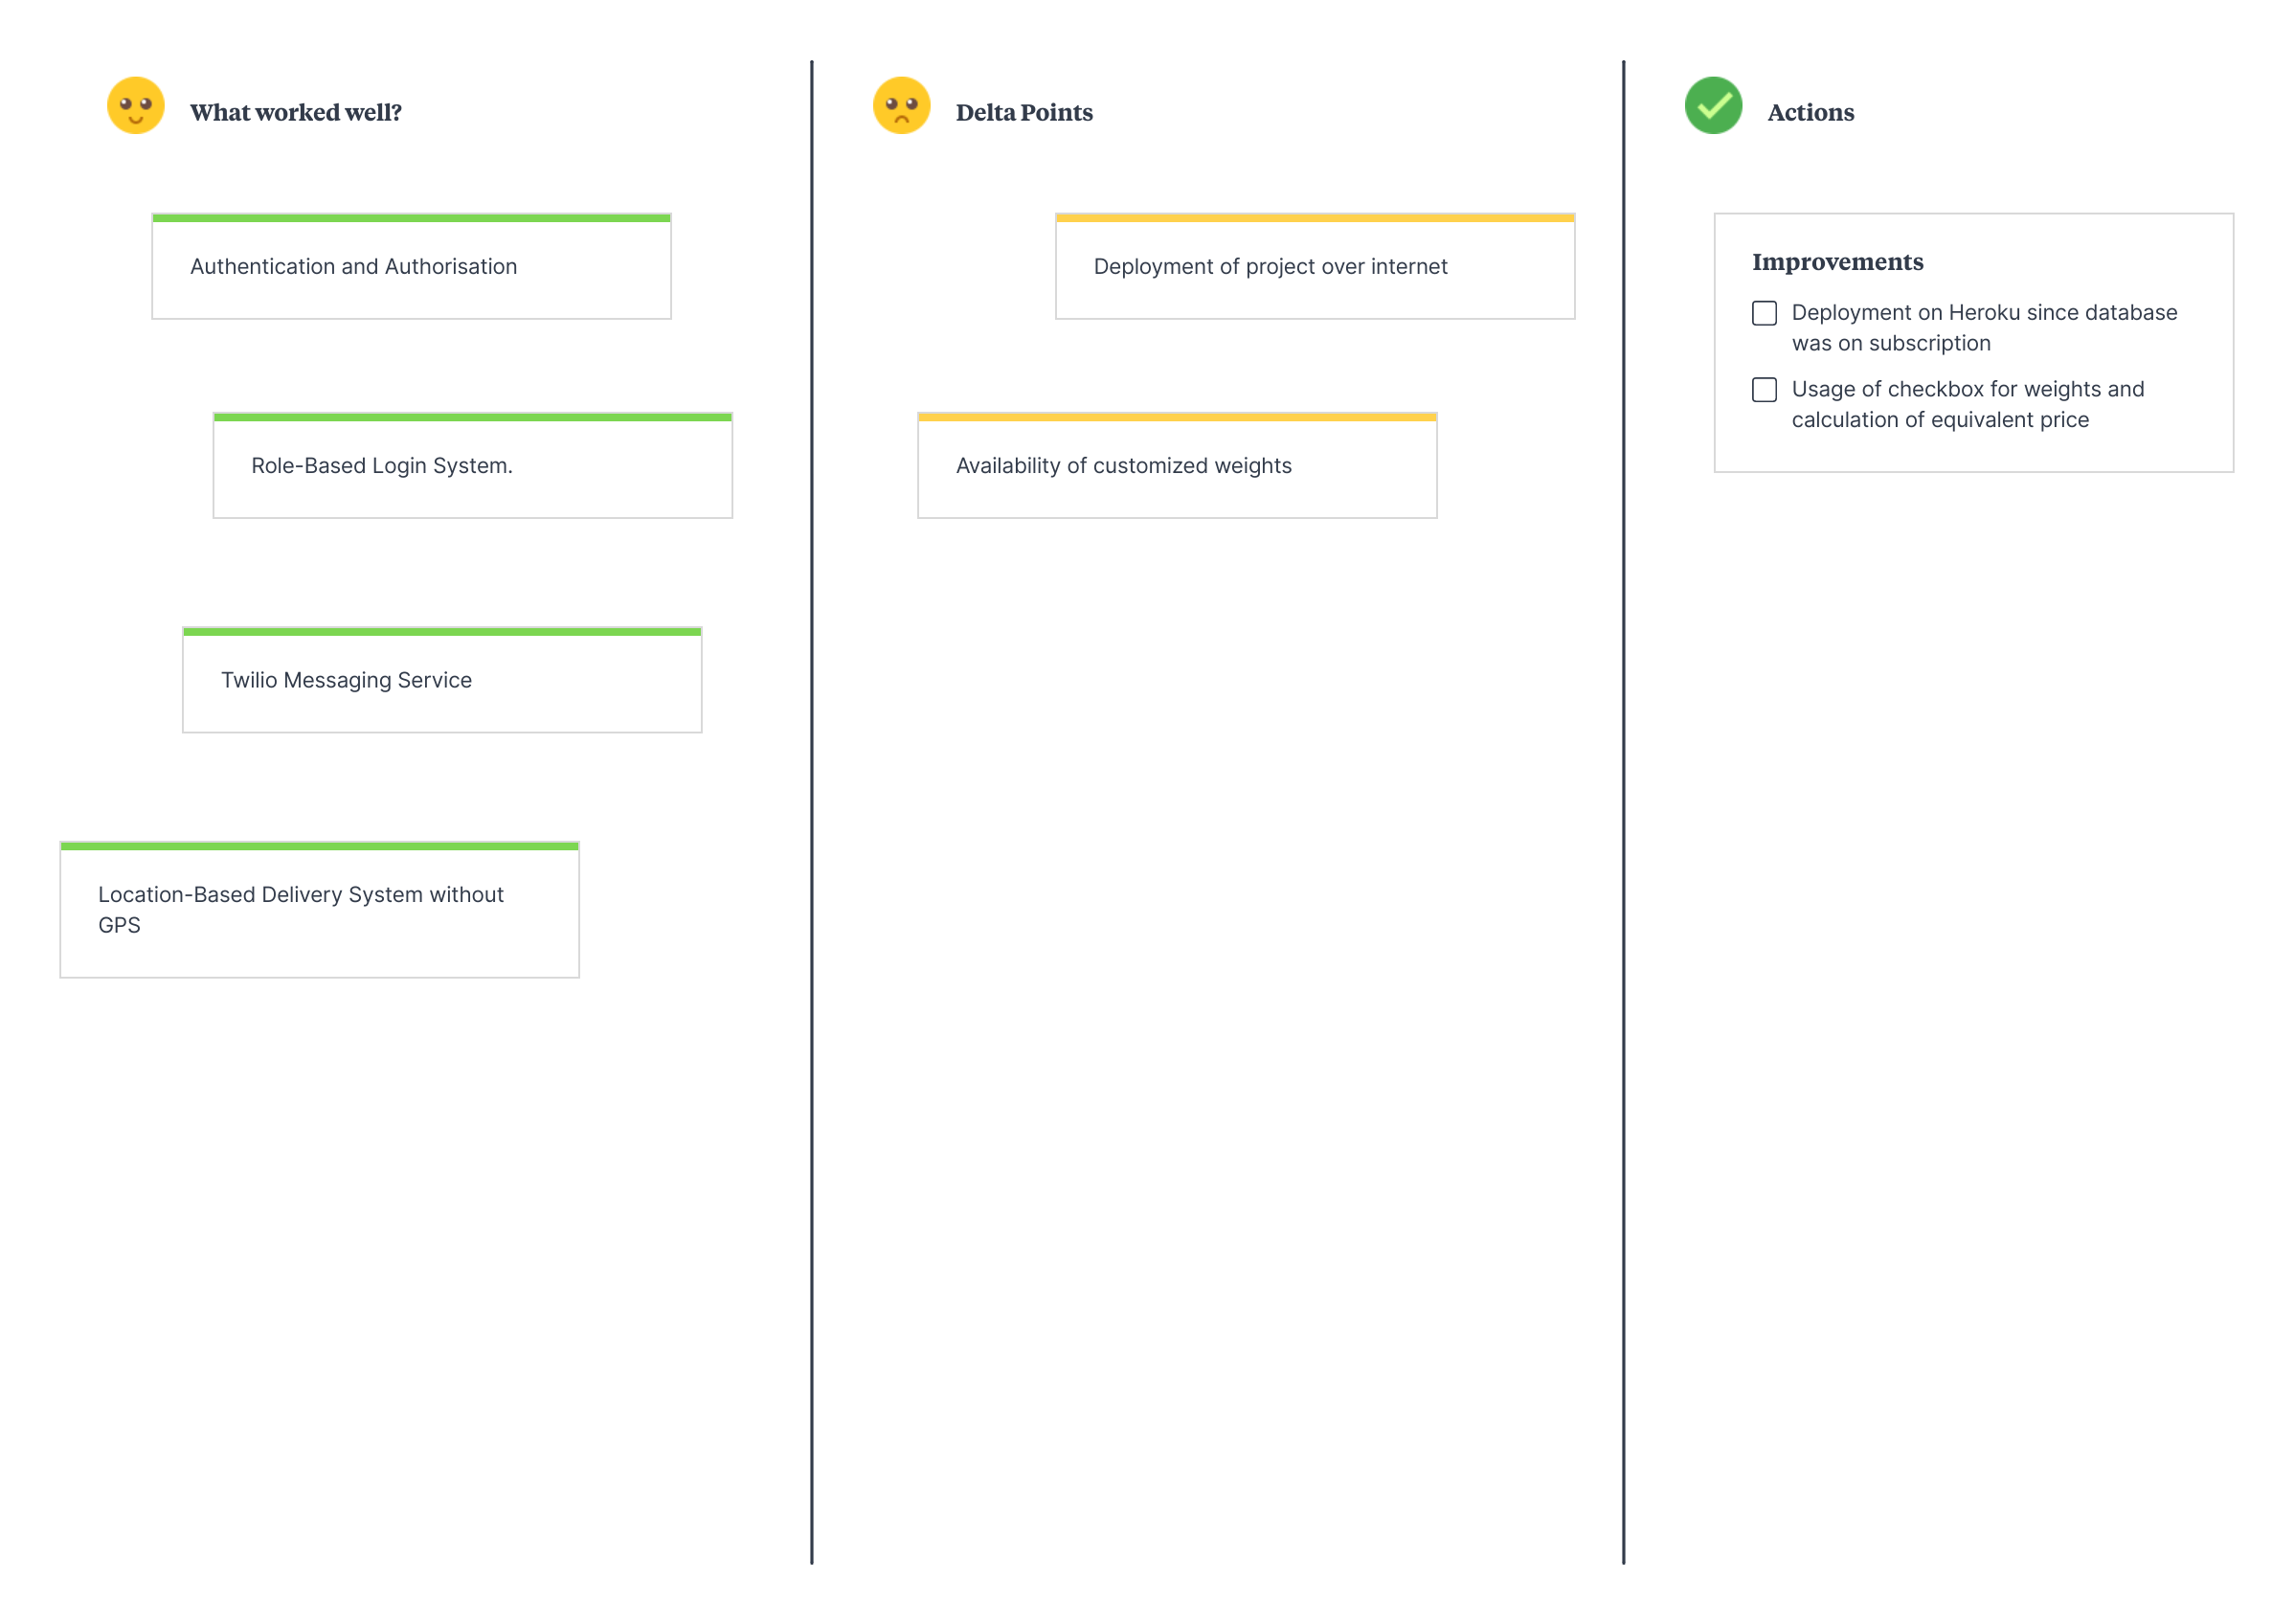 What worked well?
Authentication and Authorisation
Role-Based Login System.
Twilio Messaging Service
Location-Based Delivery System without
GPS
Delta Points
Deployment of project over internet
Availability of customized weights
Actions
Improvements
Deployment on Heroku since database
was on subscription
Usage of checkbox for weights and
calculation of equivalent price